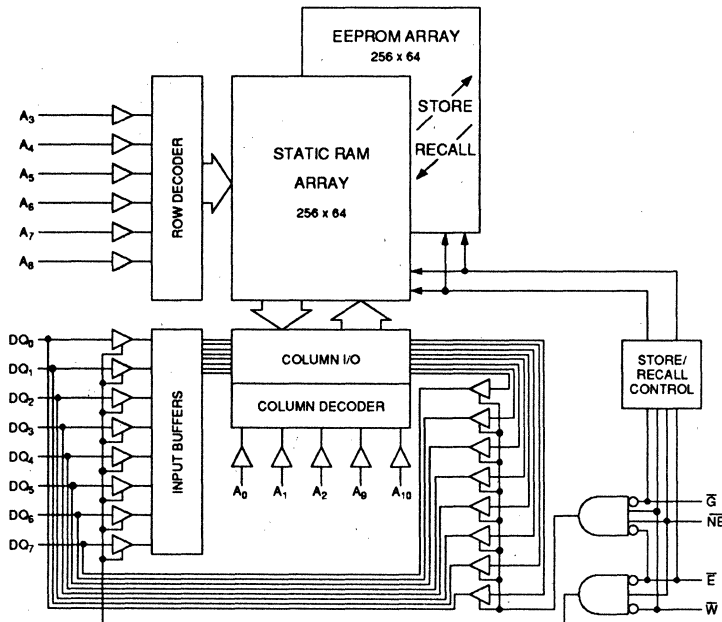 EEPROM ARRAY
256 x 64
STORE
RECALL
STATIC RAM
ARRAY
256 x 64
ROW DECODER
A3
A4
A5
A6
A7
A8
DQ0
DQ1
DQ2
DQ3
DQ4
DQ5
DQ6
DQ7
INPUT BUFFERS
COLUMN I/O
COLUMN DECODER
A0
A1
A2
A9
A10
STORE/
RECALL
CONTROL
G̅
N̅E̅
E̅
W̅